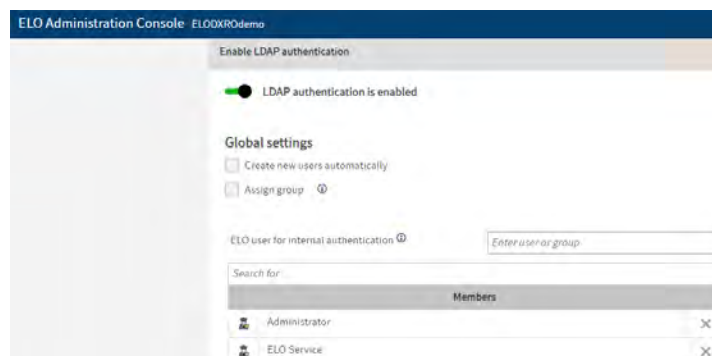 ELO Administration Console ELODXROdemo
Enable LDAP authentication
LDAP authentication is enabled
Global settings
Create new users automatically
Assign group
ELO user for internal authentication
Enter user or group
Search for
Members
Administrator
ELO Service